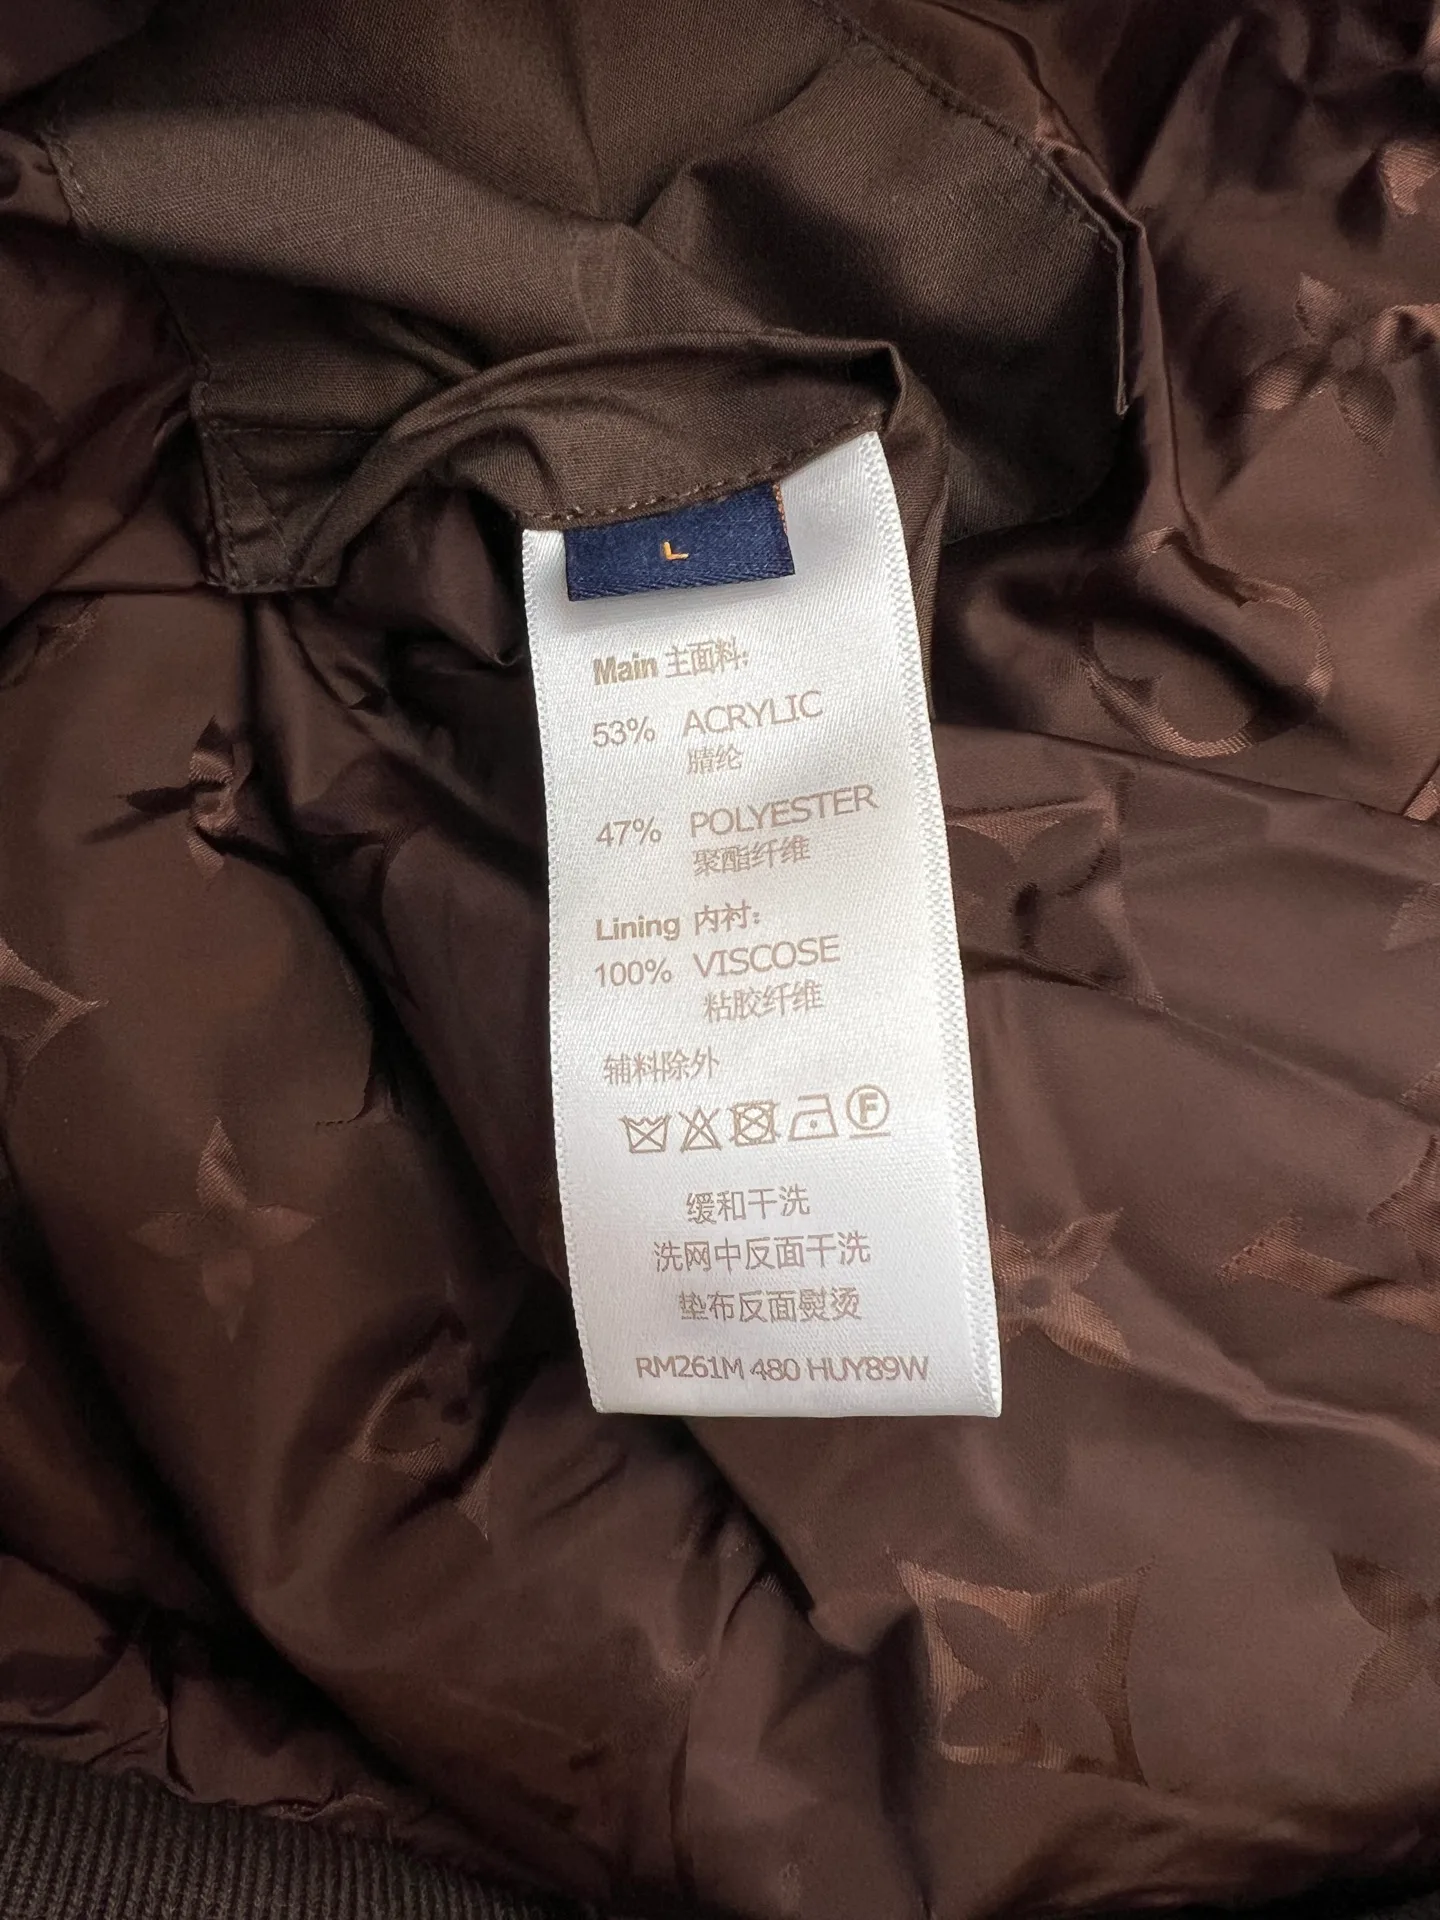 L
Main 主面料:
53% ACRYLIC
腈纶
47% POLYESTER
聚酯纤维
Lining 内衬:
100% VISCOSE
粘胶纤维
辅料除外
F
缓和干洗
洗网中反面干洗
垫布反面熨烫
RM261M 480 HUY89W